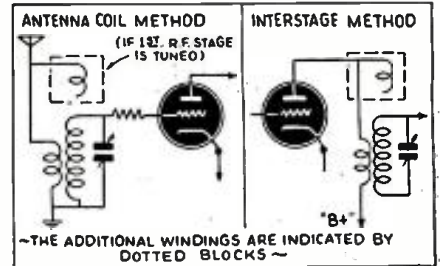 ANTENNA COIL METHOD
(IF 1ST. R.F. STAGE
IS TUNED)
INTERSTAGE METHOD
"B+"
~THE ADDITIONAL WINDINGS ARE INDICATED BY
DOTTED BLOCKS~